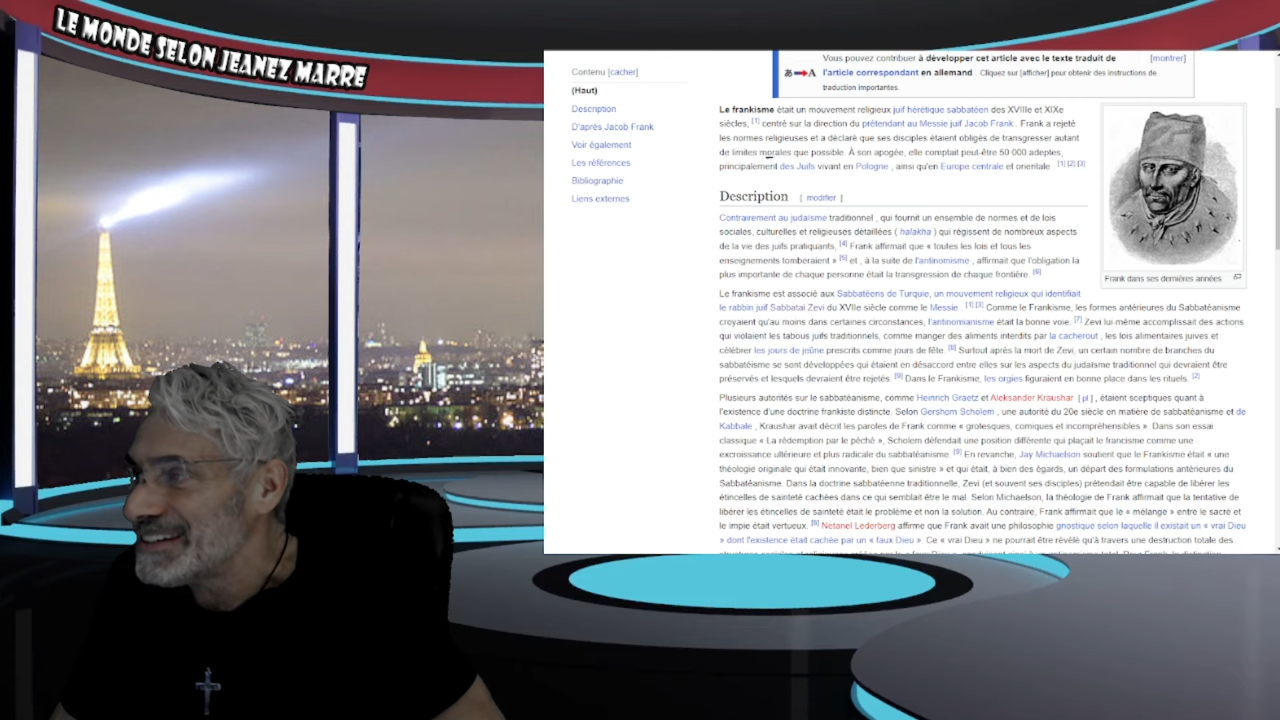 LE MONDE SELON JEANEZ MARRE
Vous pouvez contribuer à développer cet article avec le texte traduit de
[montrer]
l'article correspondant en allemand . Cliquez sur [afficher] pour obtenir des instructions de
traduction importantes.
Contenu [cacher]
(Haut)
Description
D'après Jacob Frank
Voir également
Les références
Bibliographie
Liens externes
Le frankisme était un mouvement religieux juif hérétique sabbatéen des XVIIIe et XIXe
siècles, [1] centré sur la direction du prétendant au Messie juif Jacob Frank . Frank a rejeté
les normes religieuses et a déclaré que ses disciples étaient obligés de transgresser autant
de limites morales que possible. À son apogée, elle comptait peut-être 50 000 adeptes,
principalement des Juifs vivant en Pologne , ainsi qu'en Europe centrale et orientale . [1] [2] [3]
Description [ modifier ]
Contrairement au judaïsme traditionnel , qui fournit un ensemble de normes et de lois
sociales, culturelles et religieuses détaillées ( halakha ) qui régissent de nombreux aspects
de la vie des juifs pratiquants, [4] Frank affirmait que « toutes les lois et tous les
enseignements tomberaient » [5] et , à la suite de l'antinomisme , affirmait que l'obligation la
plus importante de chaque personne était la transgression de chaque frontière. [6]
Frank dans ses dernières années
Le frankisme est associé aux Sabbatéens de Turquie, un mouvement religieux qui identifiait
le rabbin juif Sabbatai Zevi du XVIIe siècle comme le Messie . [1] [3] Comme le Frankisme, les formes antérieures du Sabbatéanisme
croyaient qu'au moins dans certaines circonstances, l'antinomianisme était la bonne voie. [7] Zevi lui-même accomplissait des actions
qui violaient les tabous juifs traditionnels, comme manger des aliments interdits par la cacherout , les lois alimentaires juives et
célébrer les jours de jeûne prescrits comme jours de fête. [8] Surtout après la mort de Zevi, un certain nombre de branches du
sabbatéisme se sont développées qui étaient en désaccord entre elles sur les aspects du judaïsme traditionnel qui devraient être
préservés et lesquels devraient être rejetés. [9] Dans le Frankisme, les orgies figuraient en bonne place dans les rituels. [2]
Plusieurs autorités sur le sabbatéanisme, comme Heinrich Graetz et Aleksander Kraushar [ pl ] , étaient sceptiques quant à
l'existence d'une doctrine frankiste distincte. Selon Gershom Scholem , une autorité du 20e siècle en matière de sabbatéanisme et de
Kabbale , Kraushar avait décrit les paroles de Frank comme « grotesques, comiques et incompréhensibles ». Dans son essai
classique « La rédemption par le péché », Scholem défendait une position différente qui plaçait le francisme comme une
excroissance ultérieure et plus radicale du sabbatéanisme. [9] En revanche, Jay Michaelson soutient que le Frankisme était « une
théologie originale qui était innovante, bien que sinistre » et qui était, à bien des égards, un départ des formulations antérieures du
Sabbatéanisme. Dans la doctrine sabbatéenne traditionnelle, Zevi (et souvent ses disciples) prétendait être capable de libérer les
étincelles de sainteté cachées dans ce qui semblait être le mal. Selon Michaelson, la théologie de Frank affirmait que la tentative de
libérer les étincelles de sainteté était le problème et non la solution. Au contraire, Frank affirmait que le « mélange » entre le sacré et
le impie était vertueux. [5] Netanel Lederberg affirme que Frank avait une philosophie gnostique selon laquelle il existait un « vrai Dieu
» dont l'existence était cachée par un « faux Dieu ». Ce « vrai Dieu » ne pourrait être révélé qu'à travers une destruction totale des